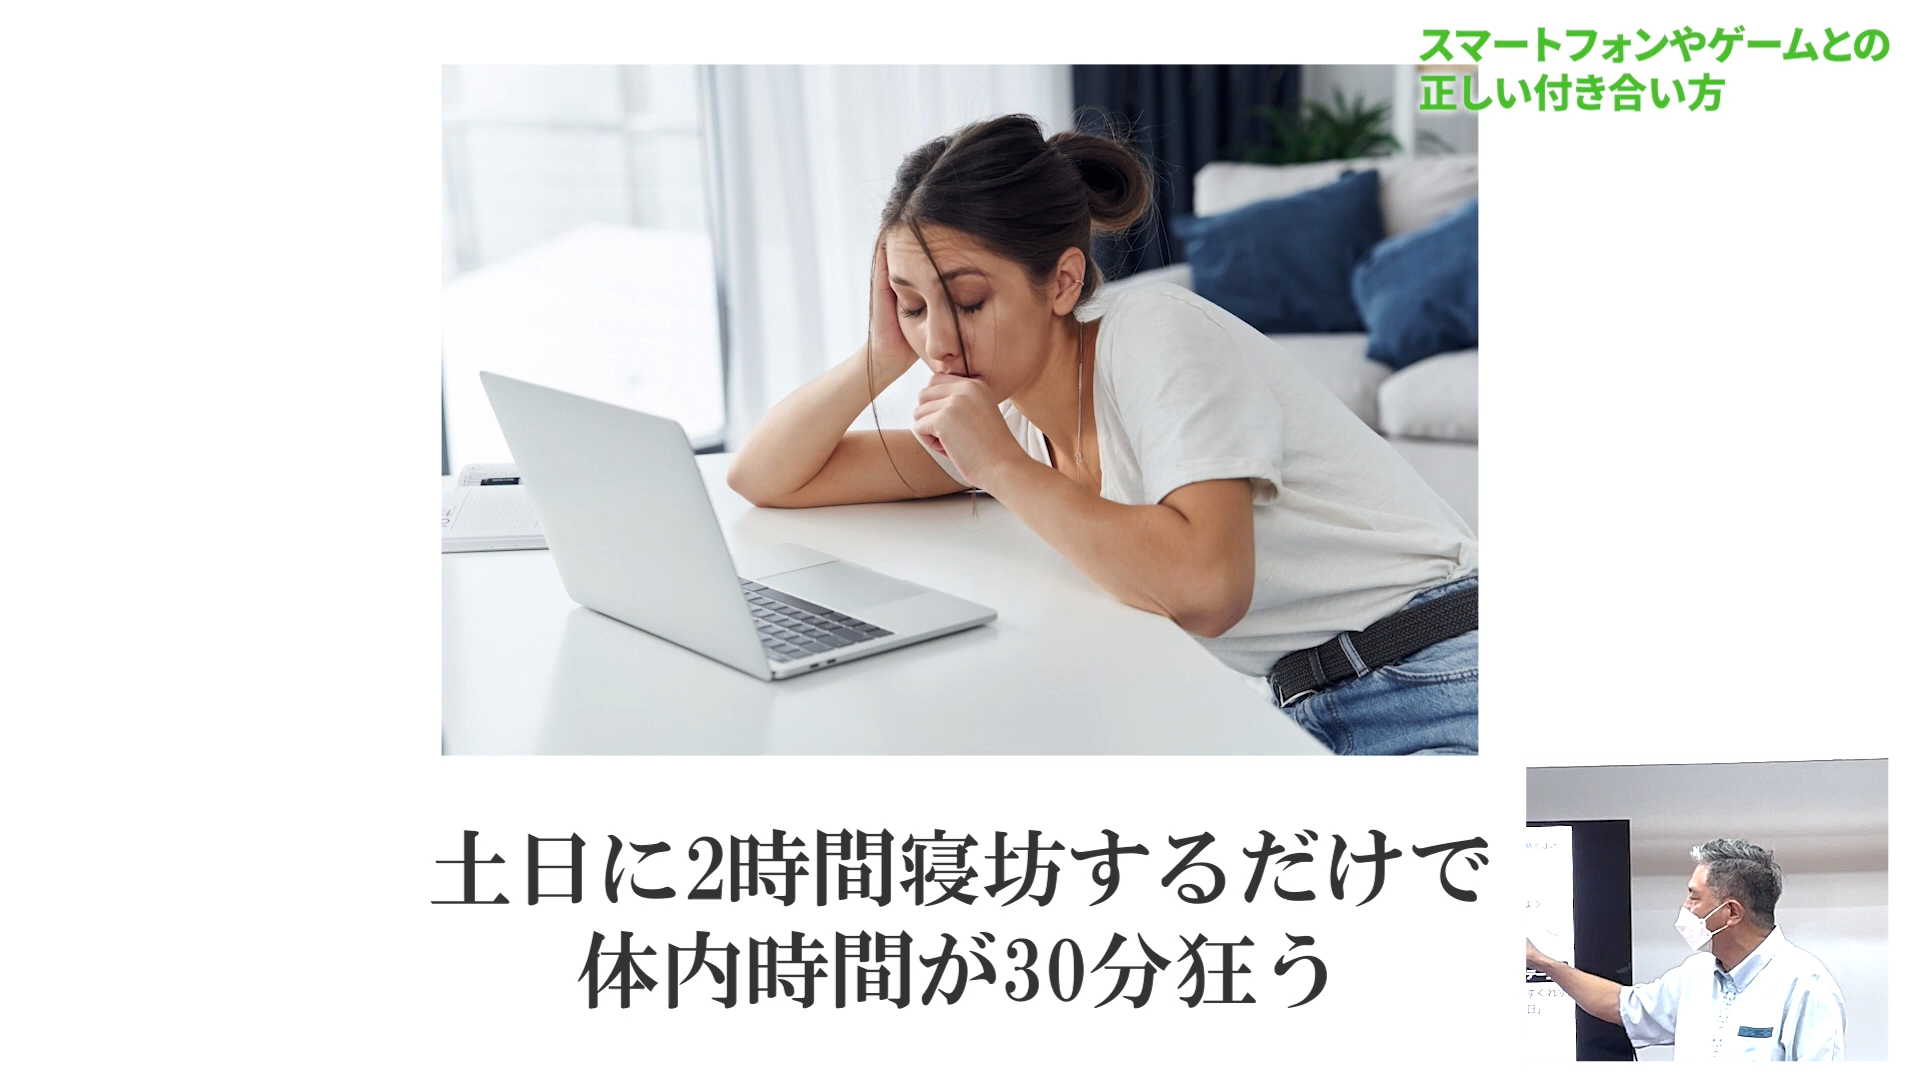 スマートフォンやゲームとの
正しい付き合い方
土日に2時間寝坊するだけで
体内時間が30分狂う